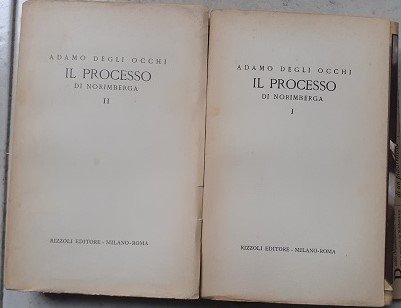 ADAMO DEGLI OCCHI
IL PROCESSO
DI NORIMBERGA
II
RIZZOLI EDITORE - MILANO-ROMA
ADAMO DEGLI OCCHI
IL PROCESSO
DI NORIMBERGA
I
RIZZOLI EDITORE - MILANO-ROMA